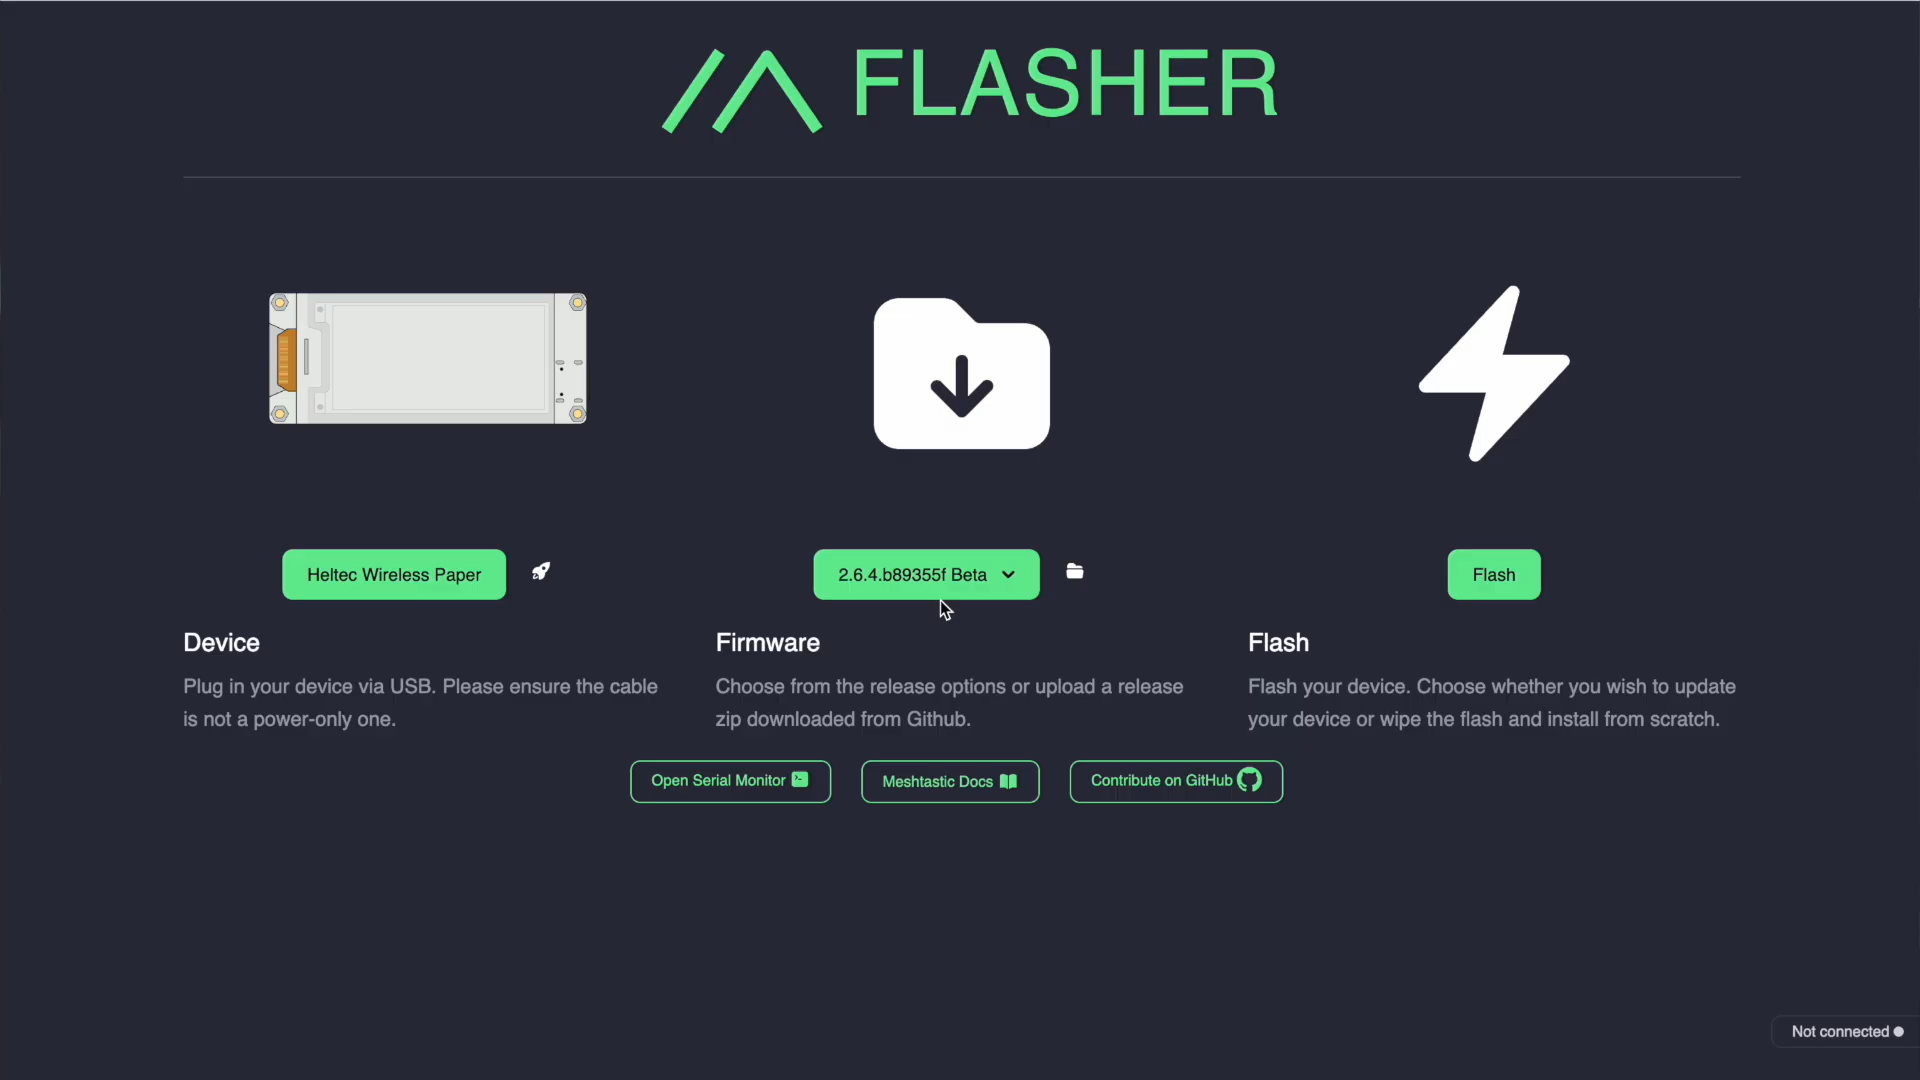 FLASHER
Heltec Wireless Paper
2.6.4.b89355f Beta
Flash
Device
Plug in your device via USB. Please ensure the cable
is not a power-only one.
Firmware
Choose from the release options or upload a release
zip downloaded from Github.
Flash
Flash your device. Choose whether you wish to update
your device or wipe the flash and install from scratch.
Open Serial Monitor
Meshtastic Docs
Contribute on GitHub
Not connected